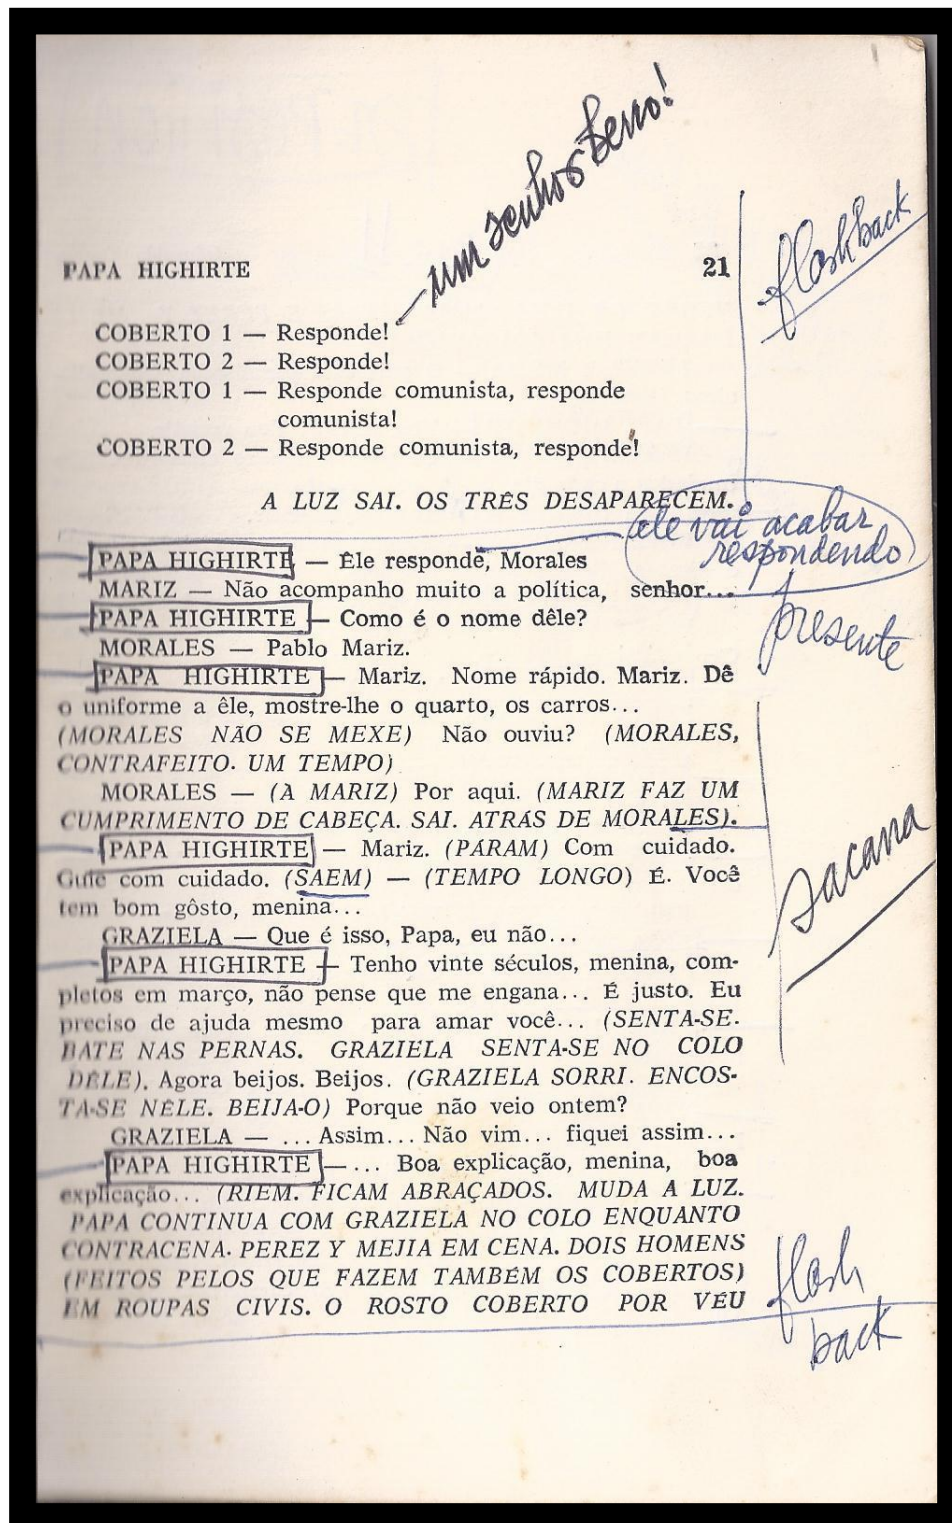 um senhor berro!
flashback
PAPA HIGHIRTE 21
COBERTO 1 — Responde!
COBERTO 2 — Responde!
COBERTO 1 — Responde comunista, responde
comunista!
COBERTO 2 — Responde comunista, responde!
A LUZ SAI. OS TRÊS DESAPARECEM.
ele vai acabar
respondendo
PAPA HIGHIRTE — Êle responde, Morales
MARIZ — Não acompanho muito a política, senhor...
presente
PAPA HIGHIRTE — Como é o nome dêle?
MORALES — Pablo Mariz.
PAPA HIGHIRTE — Mariz. Nome rápido. Mariz. Dê
o uniforme a êle, mostre-lhe o quarto, os carros...
(MORALES NÃO SE MEXE) Não ouviu? (MORALES,
CONTRAFEITO. UM TEMPO)
MORALES — (A MARIZ) Por aqui. (MARIZ FAZ UM
CUMPRIMENTO DE CABEÇA. SAI. ATRÁS DE MORALES).
PAPA HIGHIRTE — Mariz. (PARAM) Com cuidado.
Guie com cuidado. (SAEM) — (TEMPO LONGO) É. Você
tem bom gôsto, menina...
sacana
GRAZIELA — Que é isso, Papa, eu não...
PAPA HIGHIRTE — Tenho vinte séculos, menina, com-
pletos em março, não pense que me engana... É justo. Eu
preciso de ajuda mesmo para amar você... (SENTA-SE.
BATE NAS PERNAS. GRAZIELA SENTA-SE NO COLO
DÊLE). Agora beijos. Beijos. (GRAZIELA SORRI. ENCOS-
TA-SE NÊLE. BEIJA-O) Porque não veio ontem?
GRAZIELA — ... Assim... Não vim... fiquei assim...
PAPA HIGHIRTE — ... Boa explicação, menina, boa
explicação... (RIEM. FICAM ABRAÇADOS. MUDA A LUZ.
PAPA CONTINUA COM GRAZIELA NO COLO ENQUANTO
CONTRACENA. PEREZ Y MEJIA EM CENA. DOIS HOMENS
(FEITOS PELOS QUE FAZEM TAMBÉM OS COBERTOS)
EM ROUPAS CIVIS. O ROSTO COBERTO POR VÉU
flash
back